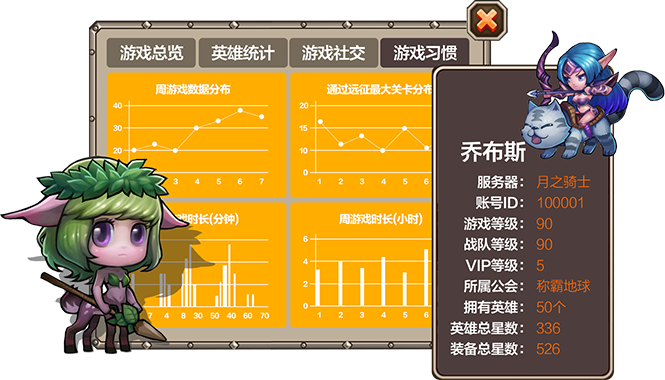 游戏总览 英雄统计 游戏社交 游戏习惯
周游戏数据分布
40
30
20
3 4 5 6 7
通过远征最大关卡分布
20
15
10
0
1 2 3 4 5 6
戏时长(分钟)
4 8 30 50 20 40 60 70
周游戏时长(小时)
6
4
2
0
1 2 3 4 5 6
乔布斯
服务器: 月之骑士
账号ID: 100001
游戏等级: 90
战队等级: 90
VIP等级: 5
所属公会: 称霸地球
拥有英雄: 50个
英雄总星数: 336
装备总星数: 526